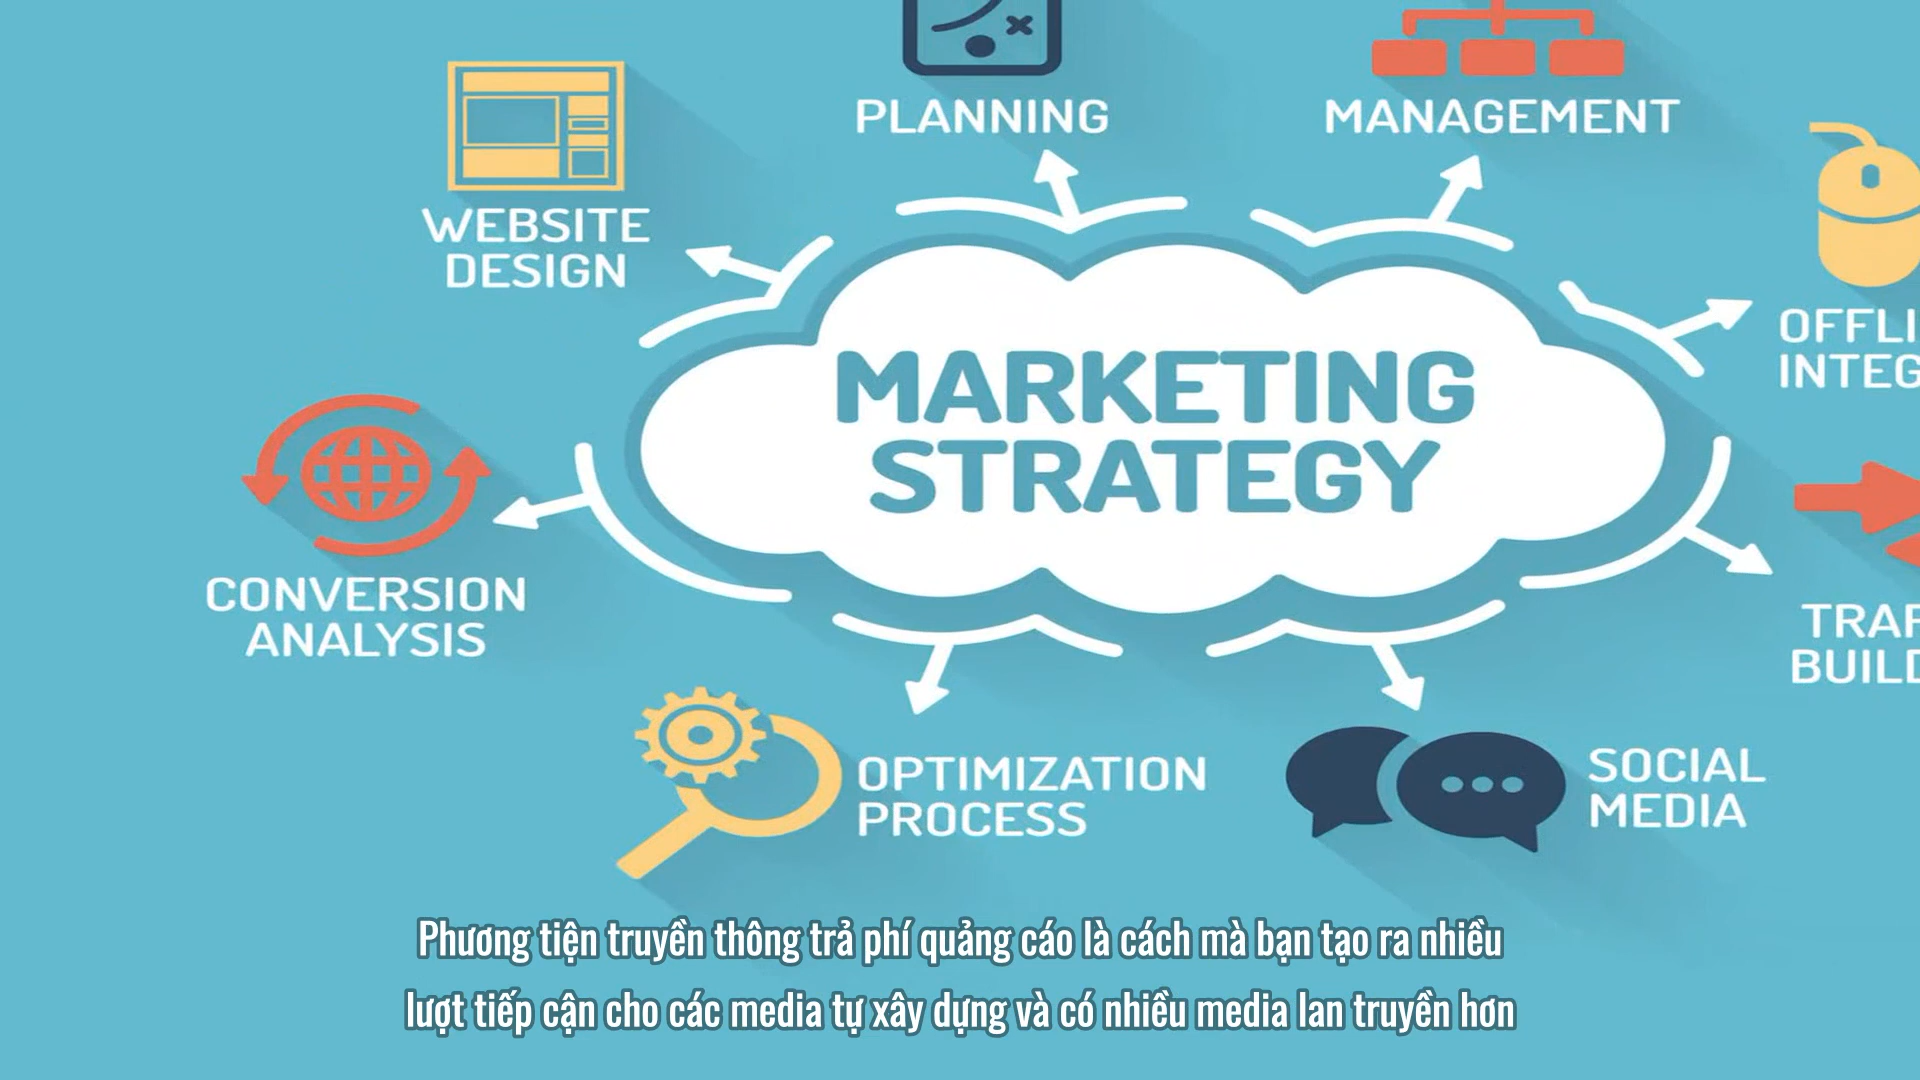 PLANNING
MANAGEMENT
WEBSITE
DESIGN
MARKETING
STRATEGY
CONVERSION
ANALYSIS
OPTIMIZATION
PROCESS
SOCIAL
MEDIA
Phương tiện truyền thông trả phí quảng cáo là cách mà bạn tạo ra nhiều
lượt tiếp cận cho các media tự xây dựng và có nhiều media lan truyền hơn